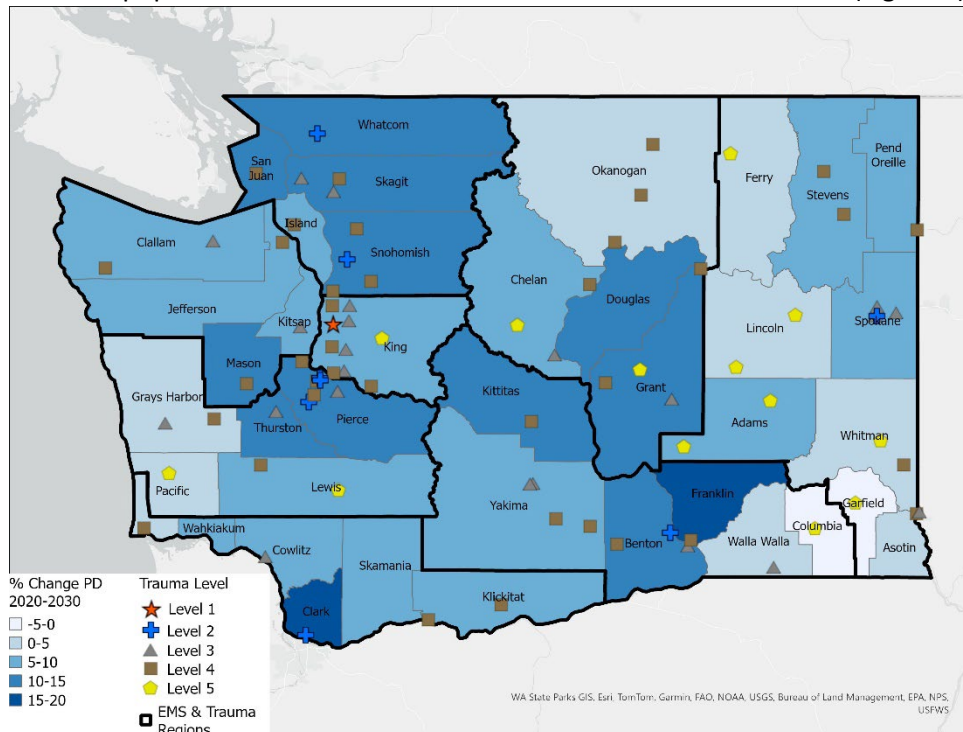 Whatcom
San
Juan
Skagit
Okanogan
Ferry
Pend
Oreille
Stevens
Island
Clallam
Snohomish
Chelan
Jefferson
Douglas
Kitsap
King
Lincoln
Spokane
Mason
Grays Harbor
Kittitas
Grant
Thurston
Pierce
Adams
Whitman
Pacific
Lewis
Yakima
Franklin
Garfield
Columbia
Wahkiakum
Cowlitz
Benton
Walla Walla
Asotin
Skamania
Klickitat
Clark
% Change PD
2020-2030
-5-0
0-5
5-10
10-15
15-20
Trauma Level
Level 1
Level 2
Level 3
Level 4
Level 5
EMS & Trauma
Regions
WA State Parks GIS, Esri, TomTom, Garmin, FAO, NOAA, USGS, Bureau of Land Management, EPA, NPS,
USFWS